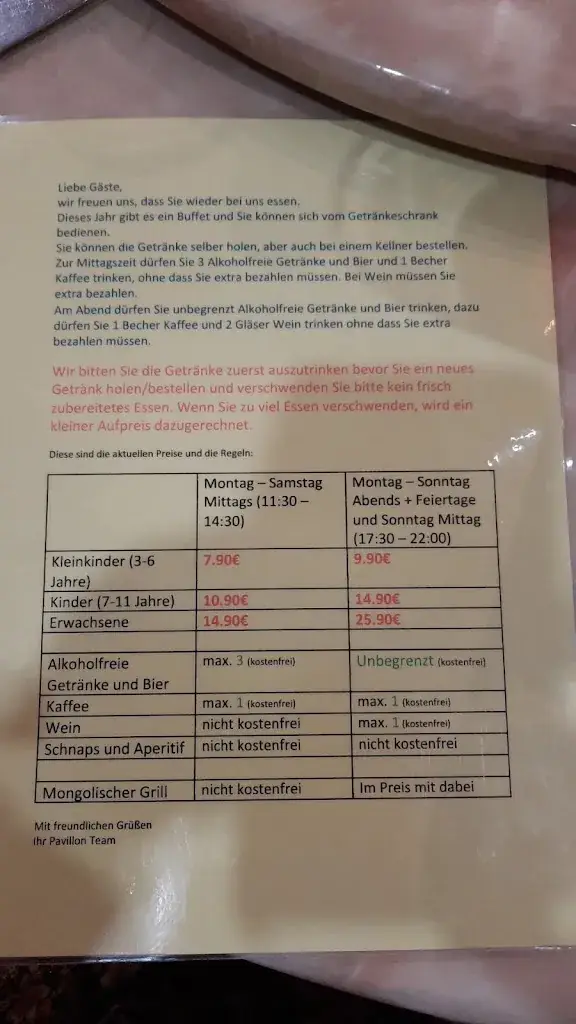 Liebe Gäste,
wir freuen uns, dass Sie wieder bei uns essen.
Dieses Jahr gibt es ein Buffet und Sie können sich vom Getränkeschrank
bedienen.
Sie können die Getränke selber holen, aber auch bei einem Kellner bestellen.
Zur Mittagszeit dürfen Sie 3 Alkoholfreie Getränke und Bier und 1 Becher
Kaffee trinken, ohne dass Sie extra bezahlen müssen. Bei Wein müssen Sie
extra bezahlen.
Am Abend dürfen Sie unbegrenzt Alkoholfreie Getränke und Bier trinken, dazu
dürfen Sie 1 Becher Kaffee und 2 Gläser Wein trinken ohne dass Sie extra
bezahlen müssen.
Wir bitten Sie die Getränke zuerst auszutrinken bevor Sie ein neues
Getränk holen/bestellen und verschwenden Sie bitte kein frisch
zubereitetes Essen. Wenn Sie zu viel Essen verschwenden, wird ein
kleiner Aufpreis dazugerechnet.
Diese sind die aktuellen Preise und die Regeln:
Montag – Samstag
Mittags (11:30 –
14:30)
Montag – Sonntag
Abends + Feiertage
und Sonntag Mittag
(17:30 – 22:00)
Kleinkinder (3-6
Jahre)
7.90€
9.90€
Kinder (7-11 Jahre)
10.90€
14.90€
Erwachsene
14.90€
25.90€
Alkoholfreie
Getränke und Bier
max. 3 (kostenfrei)
Unbegrenzt (kostenfrei)
Kaffee
max. 1 (kostenfrei)
max. 1 (kostenfrei)
Wein
nicht kostenfrei
max. 1 (kostenfrei)
Schnaps und Aperitif
nicht kostenfrei
nicht kostenfrei
Mongolischer Grill
nicht kostenfrei
Im Preis mit dabei
Mit freundlichen Grüßen
Ihr Pavillon Team